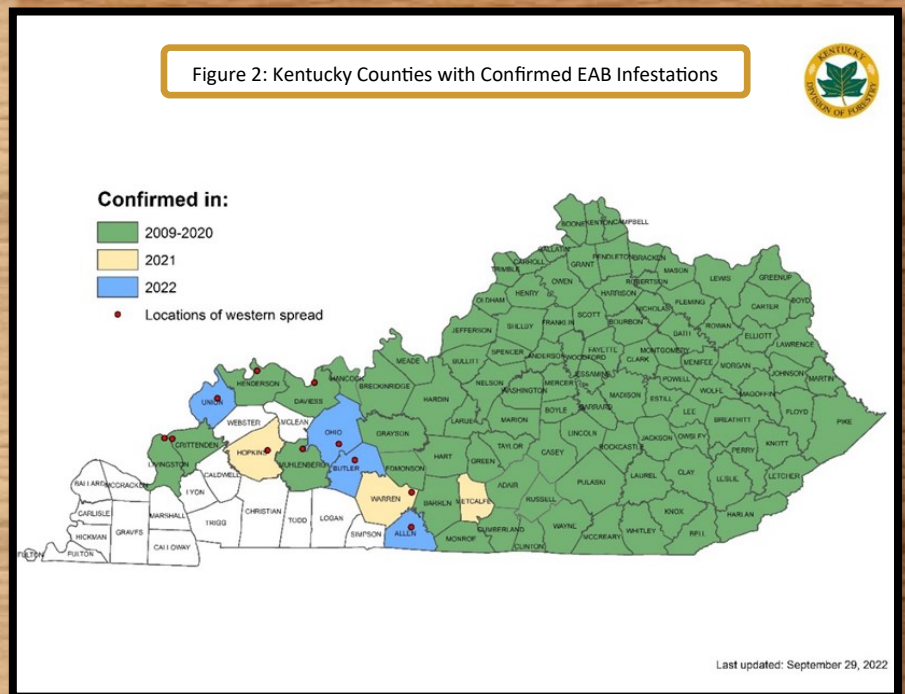 Figure 2: Kentucky Counties with Confirmed EAB Infestations
KENTUCKY
DIVISION OF FORESTRY
Confirmed in:
2009-2020
2021
2022
Locations of western spread
BOONE
KENTON
CAMPBELL
GALLATIN
GRANT
PENDLETON
BRACKEN
CARROLL
TRIMBLE
OWEN
MASON
ROBERTSON
LEWIS
GREENUP
OLDHAM
HENRY
HARRISON
NICHOLAS
FLEMING
CARTER
BOYD
JEFFERSON
SHELBY
FRANKLIN
SCOTT
BOURBON
BATH
ROWAN
ELLIOTT
LAWRENCE
SPENCER
ANDERSON
WOODFORD
FAYETTE
CLARK
MONTGOMERY
MENIFEE
MORGAN
MEADE
BULLITT
JESSAMINE
POWELL
WOLFE
JOHNSON
MARTIN
HENDERSON
HANCOCK
BRECKINRIDGE
NELSON
WASHINGTON
MERCER
MADISON
ESTILL
MAGOFFIN
UNION
DAVIESS
HARDIN
GARRARD
LEE
BREATHITT
FLOYD
PIKE
WEBSTER
MCLEAN
OHIO
LARUE
MARION
BOYLE
LINCOLN
JACKSON
OWSLEY
PERRY
KNOTT
CRITTENDEN
GRAYSON
TAYLOR
CASEY
ROCKCASTLE
HOPKINS
MUHLENBERG
BUTLER
EDMONSON
HART
GREEN
CLAY
LESLIE
LETCHER
LIVINGSTON
CALDWELL
ADAIR
PULASKI
LAUREL
BALLARD
MCCRACKEN
LYON
WARREN
BARREN
METCALFE
RUSSELL
KNOX
HARLAN
CARLISLE
GRAVES
MARSHALL
TRIGG
CHRISTIAN
TODD
LOGAN
SIMPSON
ALLEN
MONROE
CUMBERLAND
WAYNE
WHITLEY
BELL
HICKMAN
CALLOWAY
CLINTON
MCCREARY
FULTON
FULTON
Last updated: September 29, 2022